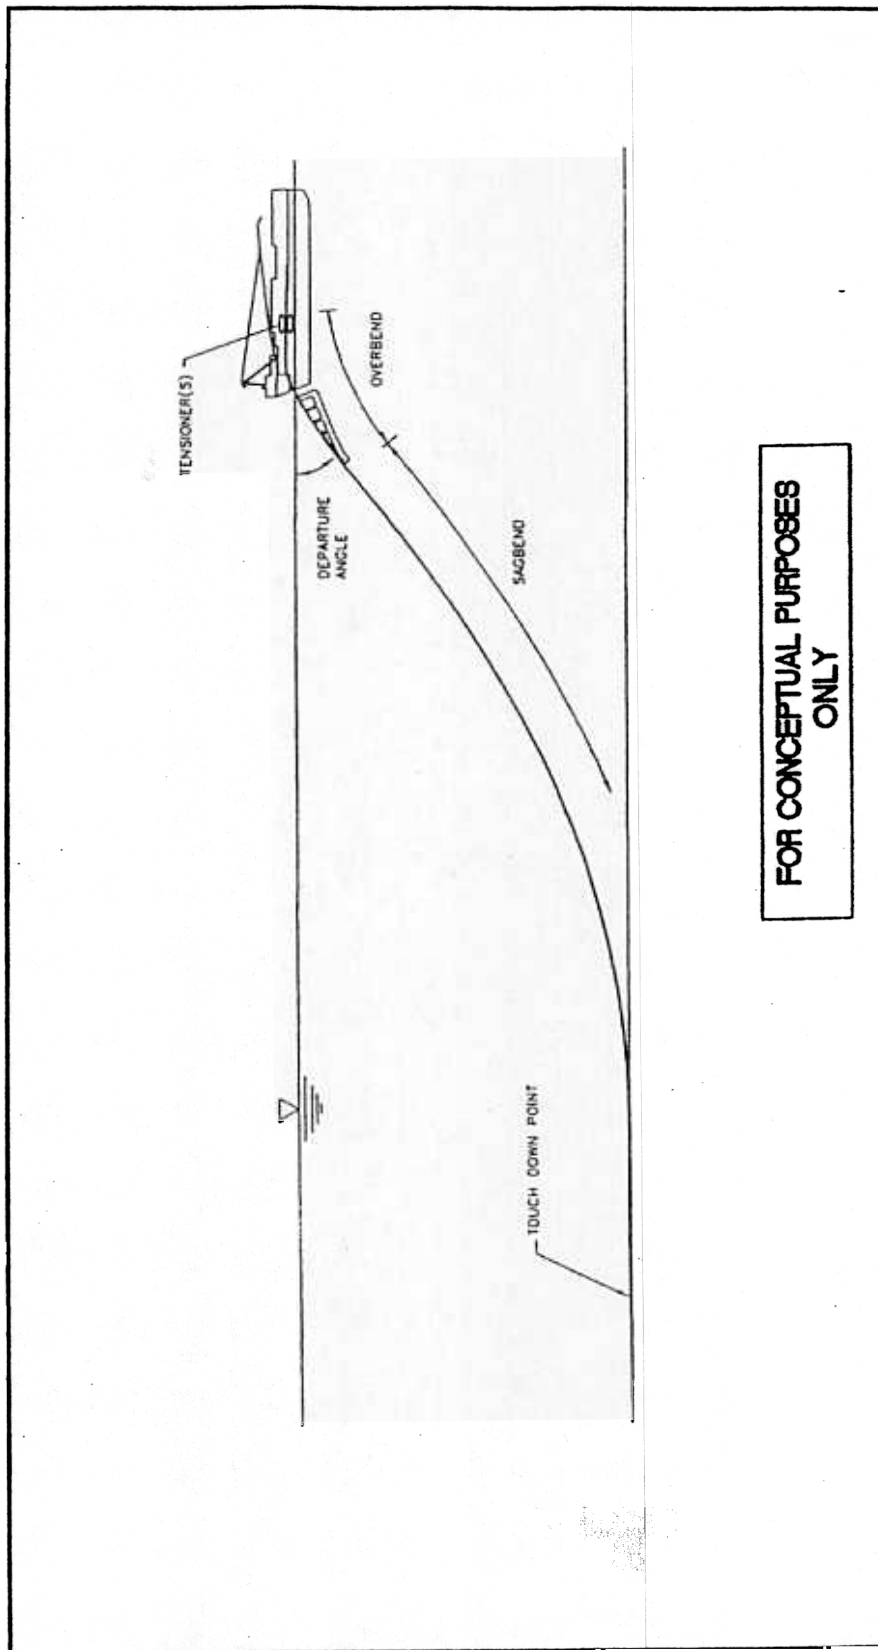 TENSIONER(S)
OVERBEND
DEPARTURE
ANGLE
SAGBEND
TOUCH DOWN POINT
FOR CONCEPTUAL PURPOSES
ONLY